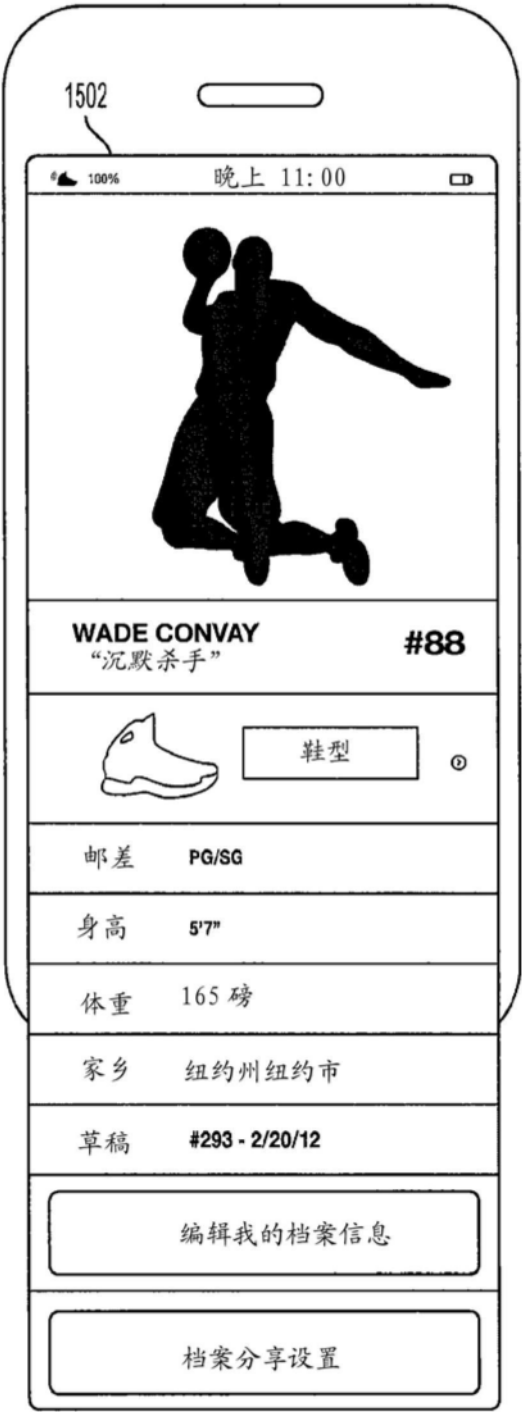 1502
100% 晚上 11:00
WADE CONVAY #88
“沉默杀手”
鞋型
邮差 PG/SG
身高 5'7"
体重 165 磅
家乡 纽约州纽约市
草稿 #293 - 2/20/12
编辑我的档案信息
档案分享设置